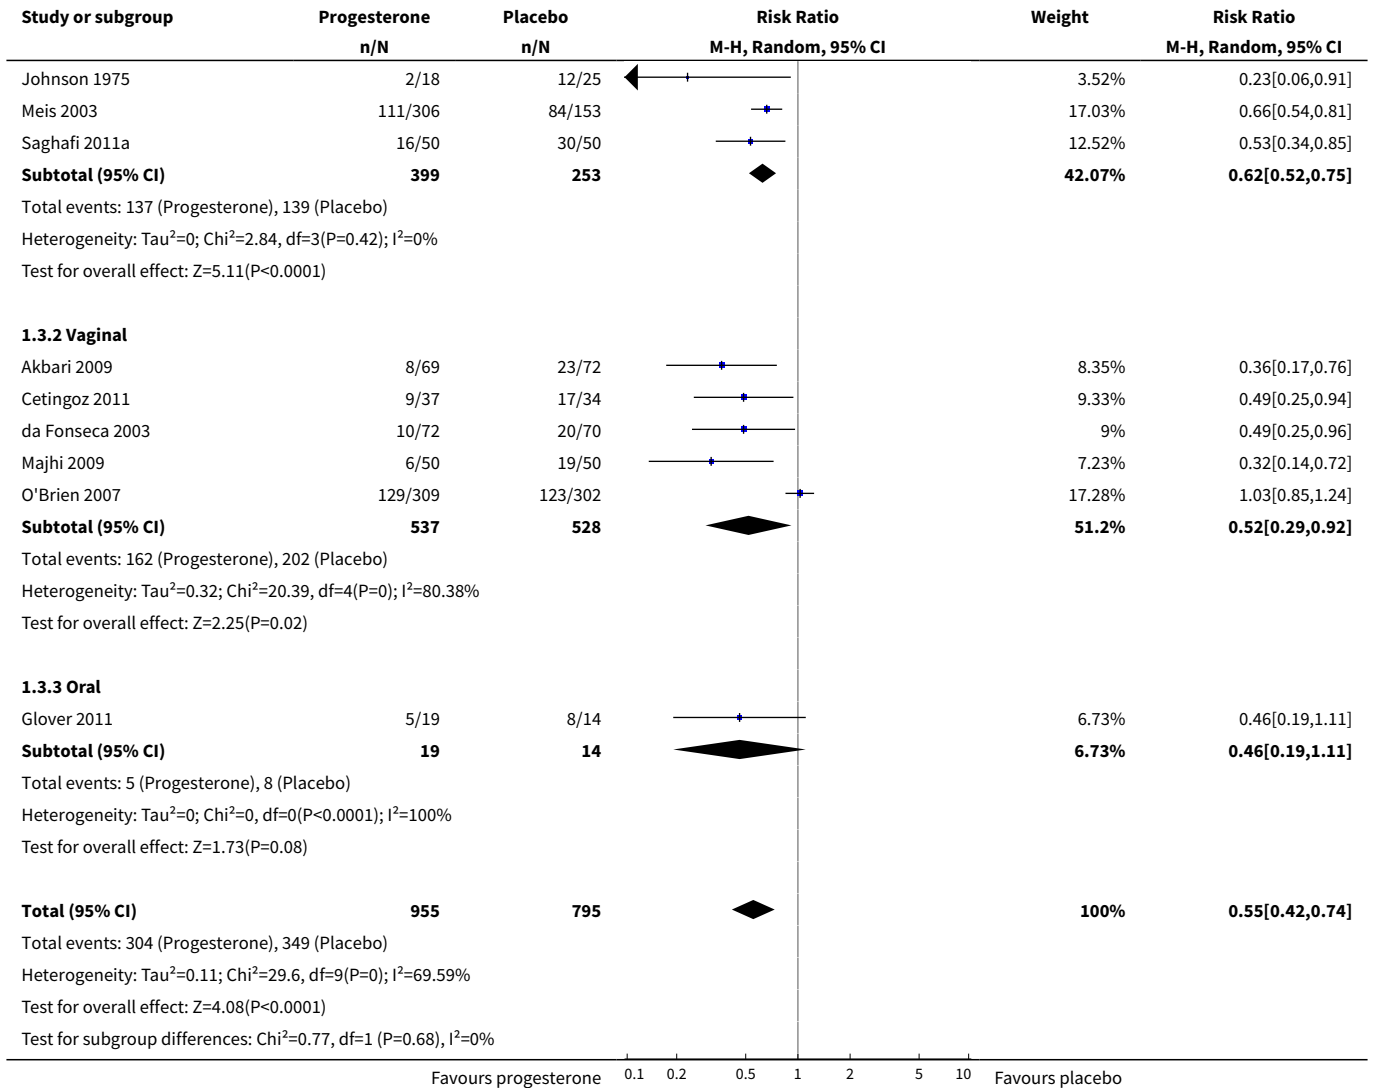 Study or subgroup Progesterone Placebo Risk Ratio Weight Risk Ratio
n/N n/N M-H, Random, 95% CI M-H, Random, 95% CI
Johnson 1975 2/18 12/25 3.52% 0.23[0.06,0.91]
Meis 2003 111/306 84/153 17.03% 0.66[0.54,0.81]
Saghafi 2011a 16/50 30/50 12.52% 0.53[0.34,0.85]
Subtotal (95% CI) 399 253 42.07% 0.62[0.52,0.75]
Total events: 137 (Progesterone), 139 (Placebo)
Heterogeneity: Tau²=0; Chi²=2.84, df=3(P=0.42); I²=0%
Test for overall effect: Z=5.11(P<0.0001)
1.3.2 Vaginal
Akbari 2009 8/69 23/72 8.35% 0.36[0.17,0.76]
Cetingoz 2011 9/37 17/34 9.33% 0.49[0.25,0.94]
da Fonseca 2003 10/72 20/70 9% 0.49[0.25,0.96]
Majhi 2009 6/50 19/50 7.23% 0.32[0.14,0.72]
O'Brien 2007 129/309 123/302 17.28% 1.03[0.85,1.24]
Subtotal (95% CI) 537 528 51.2% 0.52[0.29,0.92]
Total events: 162 (Progesterone), 202 (Placebo)
Heterogeneity: Tau²=0.32; Chi²=20.39, df=4(P=0); I²=80.38%
Test for overall effect: Z=2.25(P=0.02)
1.3.3 Oral
Glover 2011 5/19 8/14 6.73% 0.46[0.19,1.11]
Subtotal (95% CI) 19 14 6.73% 0.46[0.19,1.11]
Total events: 5 (Progesterone), 8 (Placebo)
Heterogeneity: Tau²=0; Chi²=0, df=0(P<0.0001); I²=100%
Test for overall effect: Z=1.73(P=0.08)
Total (95% CI) 955 795 100% 0.55[0.42,0.74]
Total events: 304 (Progesterone), 349 (Placebo)
Heterogeneity: Tau²=0.11; Chi²=29.6, df=9(P=0); I²=69.59%
Test for overall effect: Z=4.08(P<0.0001)
Test for subgroup differences: Chi²=0.77, df=1 (P=0.68), I²=0%
Favours progesterone 0.1 0.2 0.5 1 2 5 10 Favours placebo